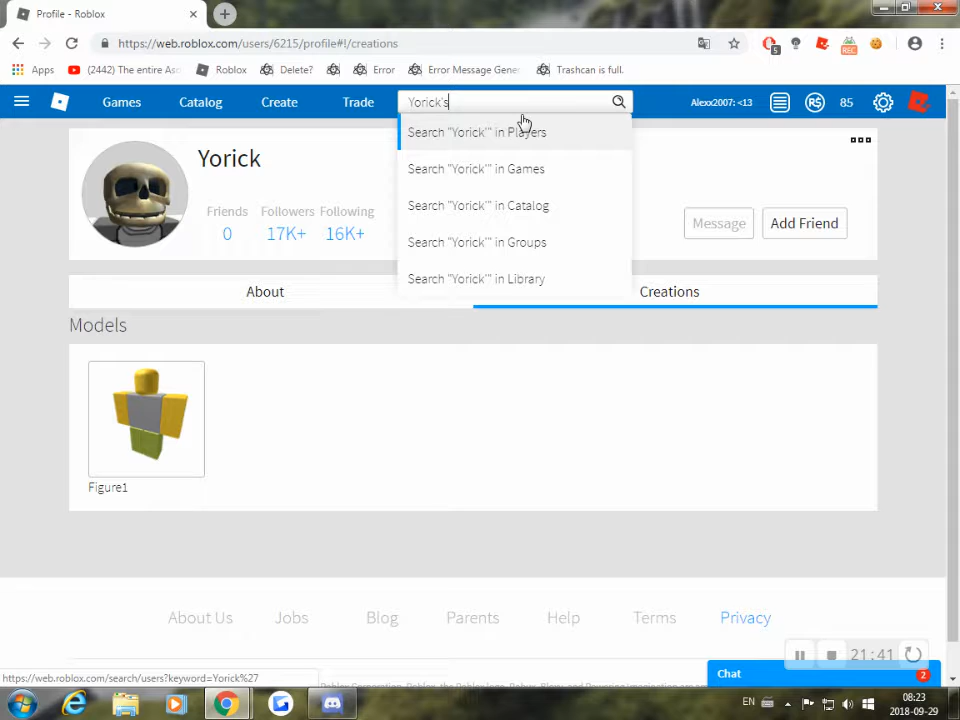 Profile - Roblox
https://web.roblox.com/users/6215/profile#!/creations
Apps (2442) The entire As Roblox Delete? Error Error Message Gene Trashcan is full.
5 REC
Games Catalog Create Trade Yorick's Alexx2007: <13 R$ 85
Search "Yorick'" in Players
Search "Yorick'" in Games
Search "Yorick'" in Catalog
Search "Yorick'" in Groups
Search "Yorick'" in Library
Yorick
Friends Followers Following
0 17K+ 16K+
Message Add Friend
About Creations
Models
Figure1
About Us Jobs Blog Parents Help Terms Privacy
21:41
Chat 2
https://web.roblox.com/search/users?keyword=Yorick%27
EN 08:23
2018-09-29